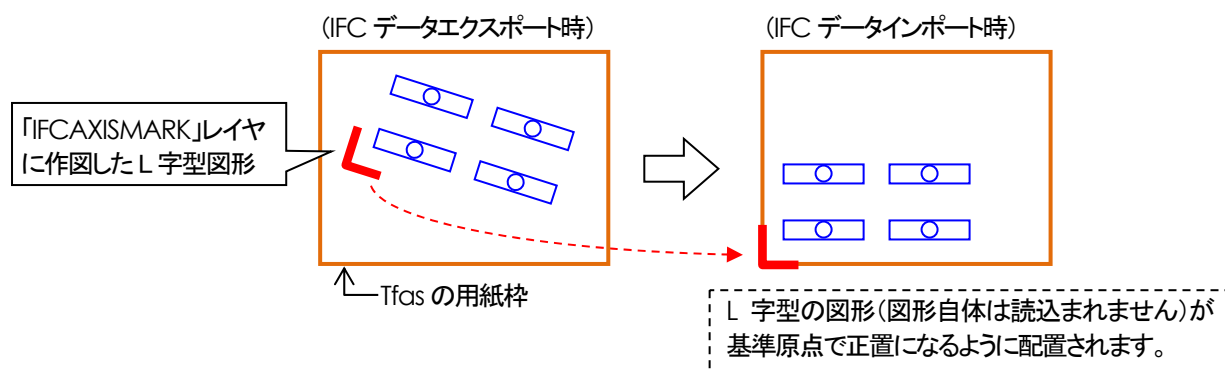 (IFC データエクスポート時)
(IFC データインポート時)
「IFCAXISMARK」レイヤ
に作図したL字型図形
Tfas の用紙枠
L 字型の図形(図形自体は読込まれません)が
基準原点で正置になるように配置されます。